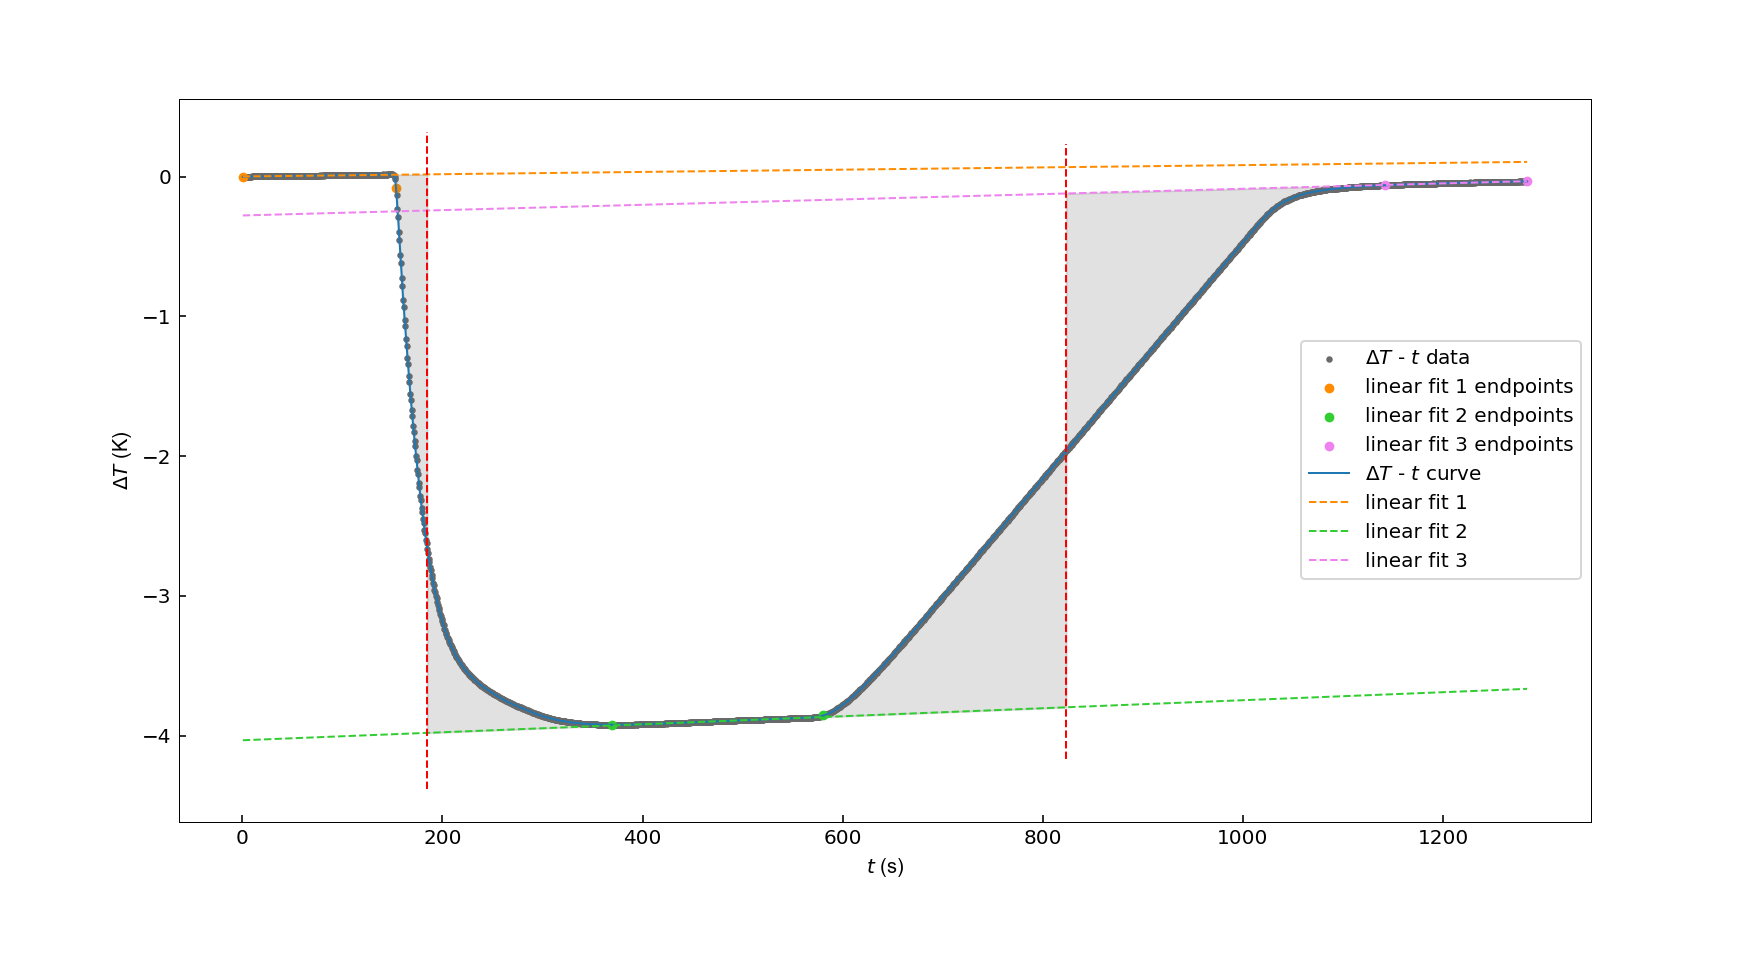 0
−1
−2
−3
−4
ΔT (K)
0
200
400
600
800
1000
1200
t (s)
ΔT - t data
linear fit 1 endpoints
linear fit 2 endpoints
linear fit 3 endpoints
ΔT - t curve
linear fit 1
linear fit 2
linear fit 3